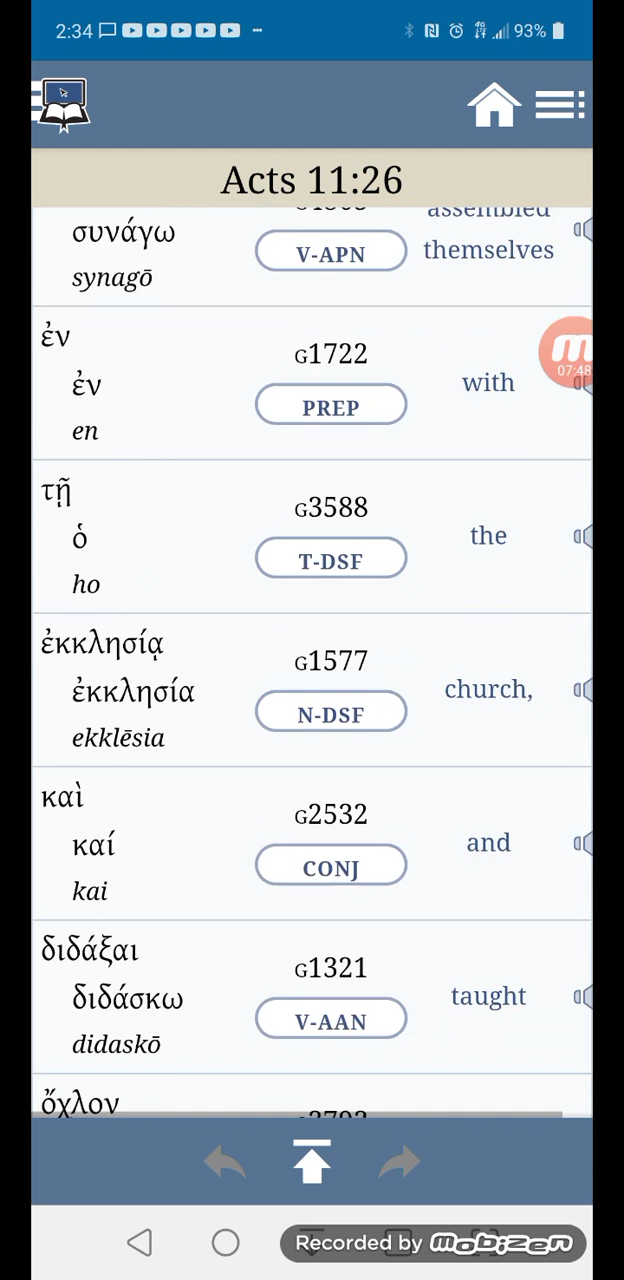 2:34 93%
Acts 11:26
assembled
συνάγω V-APN themselves
synagō
ἐν
G1722
ἐν with
PREP
en
07:48
τῇ
G3588
ὁ the
T-DSF
ho
ἐκκλησίᾳ
G1577
ἐκκλησία church,
N-DSF
ekklēsia
καὶ
G2532
καί and
CONJ
kai
διδάξαι
G1321
διδάσκω taught
V-AAN
didaskō
ὄχλον
Recorded by mobizen